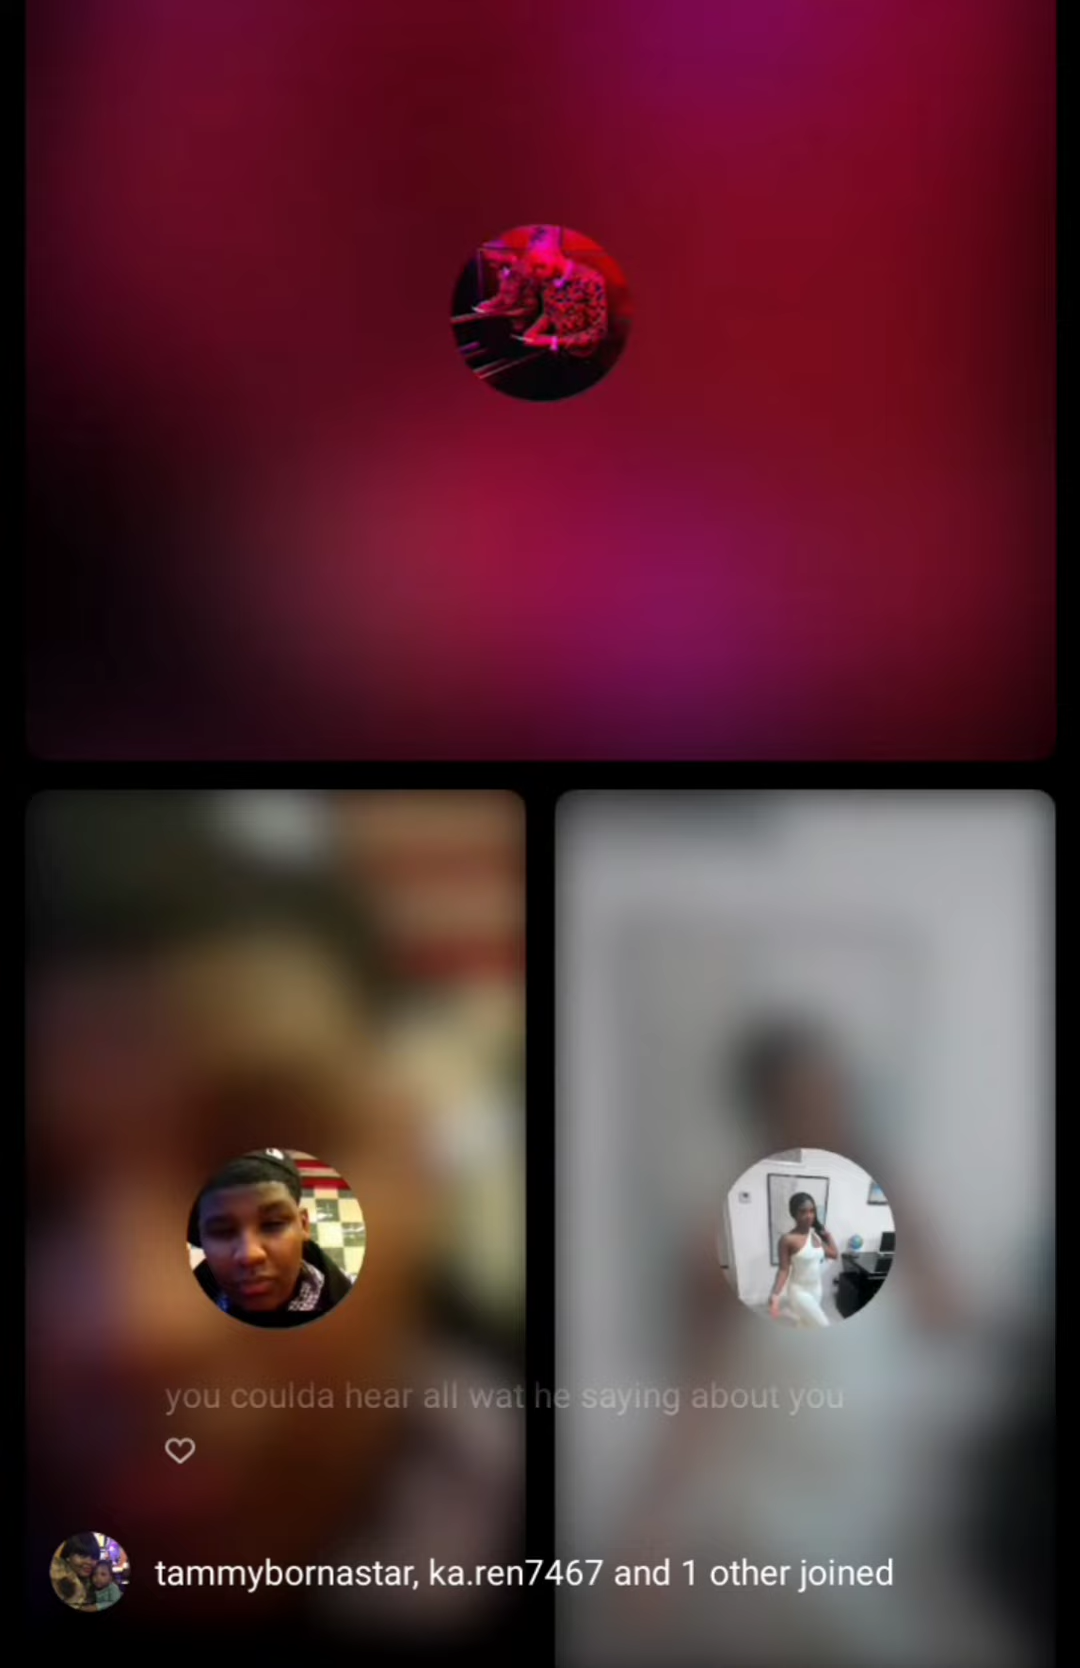 you coulda hear all wat he saying about you
tammybornastar, ka.ren7467 and 1 other joined